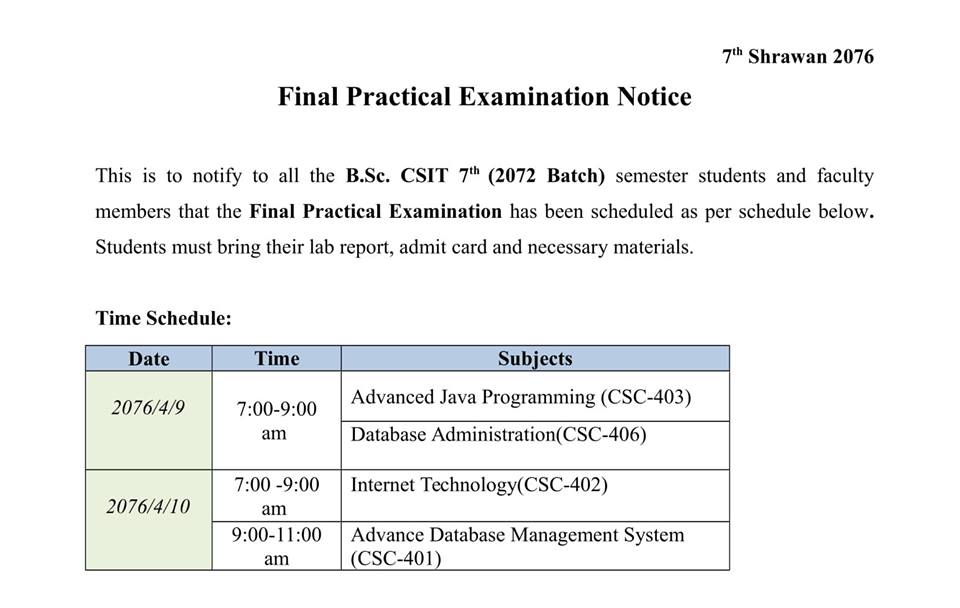 7th Shrawan 2076
Final Practical Examination Notice
This is to notify to all the B.Sc. CSIT 7th (2072 Batch) semester students and faculty
members that the Final Practical Examination has been scheduled as per schedule below.
Students must bring their lab report, admit card and necessary materials.
Time Schedule:
Date Time Subjects
2076/4/9 7:00-9:00 am Advanced Java Programming (CSC-403)
Database Administration(CSC-406)
2076/4/10 7:00 -9:00 am Internet Technology(CSC-402)
9:00-11:00 am Advance Database Management System
(CSC-401)